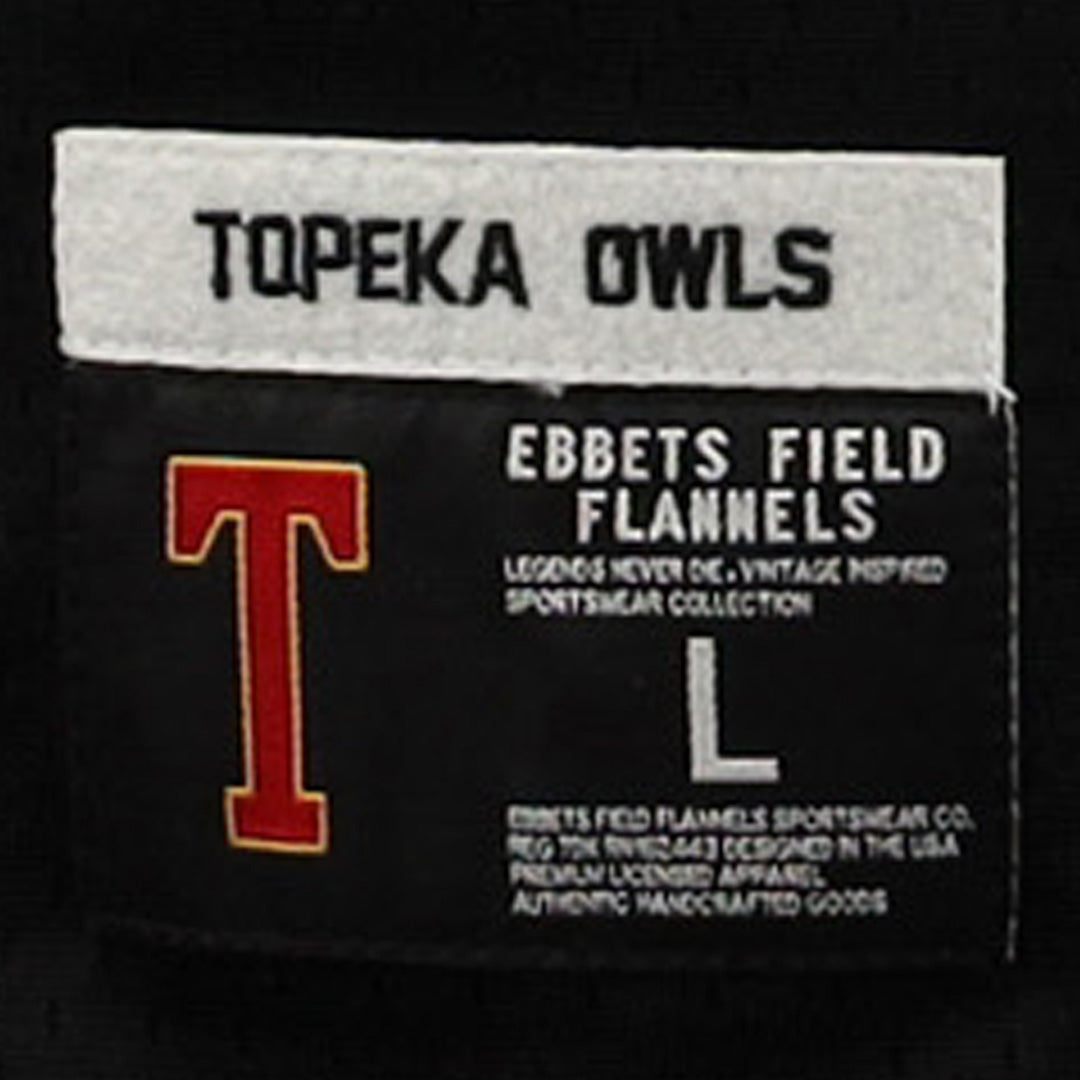 TOPEKA OWLS
T
EBBETS FIELD
FLANNELS
LEGENDS NEVER DIE. VINTAGE INSPIRED
SPORTSWEAR COLLECTION
L
EBBETS FIELD FLANNELS SPORTSWEAR CO.
REG DESIGNED IN THE USA
PREMIUM LICENSED APPAREL
AUTHENTIC HANDCRAFTED GOODS